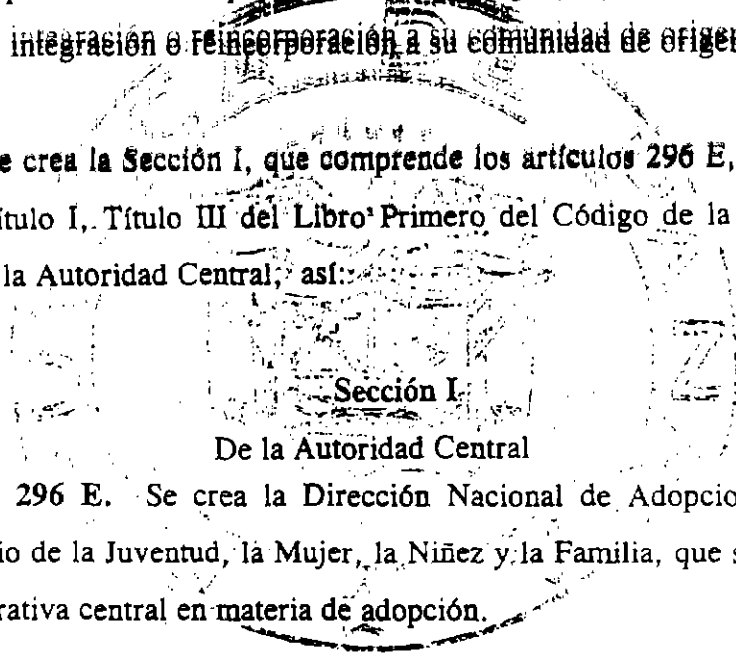 integración o reincorporación a su comunidad de origen
e crea la Sección I, que comprende los artículos 296 E,
ítulo I, Título III del Libro Primero del Código de la
la Autoridad Central, así:
Sección I
De la Autoridad Central
296 E. Se crea la Dirección Nacional de Adopcio
io de la Juventud, la Mujer, la Niñez y la Familia, que s
rativa central en materia de adopción.